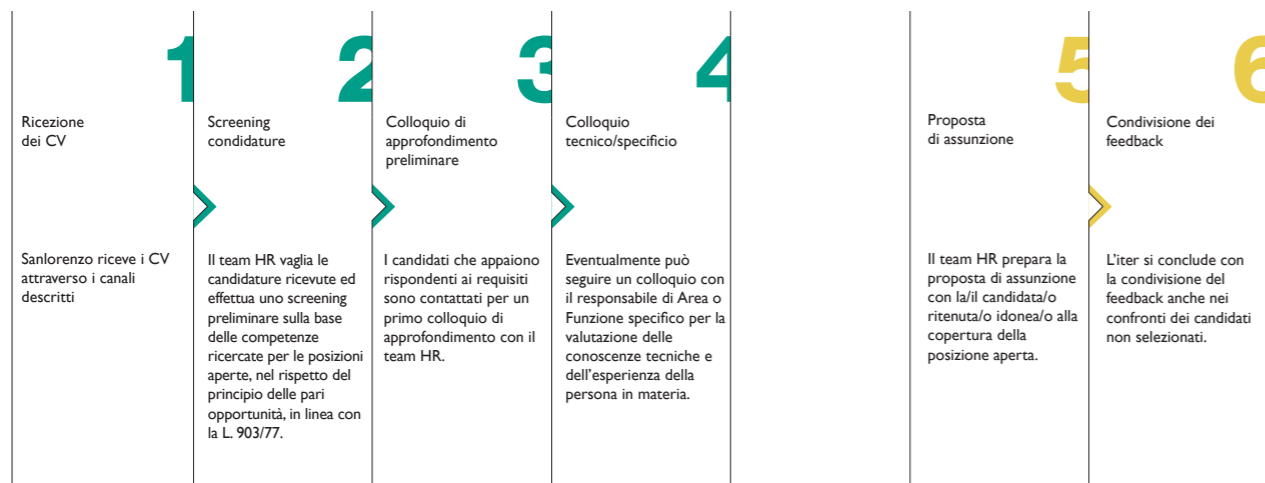 1
Ricezione
dei CV
Sanlorenzo riceve i CV
attraverso i canali
descritti
2
Screening
condidature
Il team HR vaglia le
candidature ricevute ed
effettua uno screening
preliminare sulla base
delle competenze
ricercate per le posizioni
aperte, nel rispetto del
principio delle pari
opportunità, in linea con
la L. 903/77.
3
Colloquio di
approfondimento
preliminare
I candidati che appaiono
rispondenti ai requisiti
sono contattati per un
primo colloquio di
approfondimento con il
team HR.
4
Colloquio
tecnico/specificio
Eventualmente può
seguire un colloquio con
il responsabile di Area o
Funzione specifico per la
valutazione delle
conoscenze tecniche e
dell'esperienza della
persona in materia.
5
Proposta
di assunzione
Il team HR prepara la
proposta di assunzione
con la/il candidata/o
ritenuta/o idonea/o alla
copertura della
posizione aperta.
6
Condivisione dei
feedback
L'iter si conclude con
la condivisione del
feedback anche nei
confronti dei candidati
non selezionati.